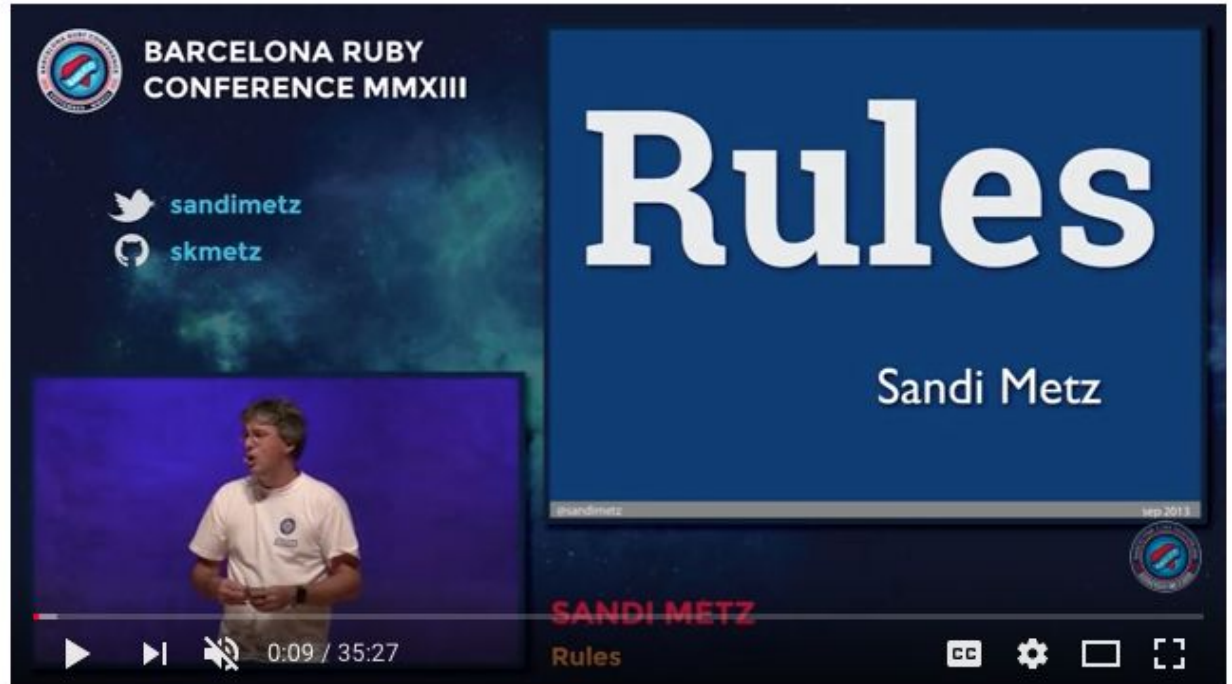 BARCELONA RUBY
CONFERENCE MMXIII
sandimetz
skmetz
Rules
Sandi Metz
@sandimetz
sep 2013
SANDI METZ
Rules
0:09 / 35:27
CC